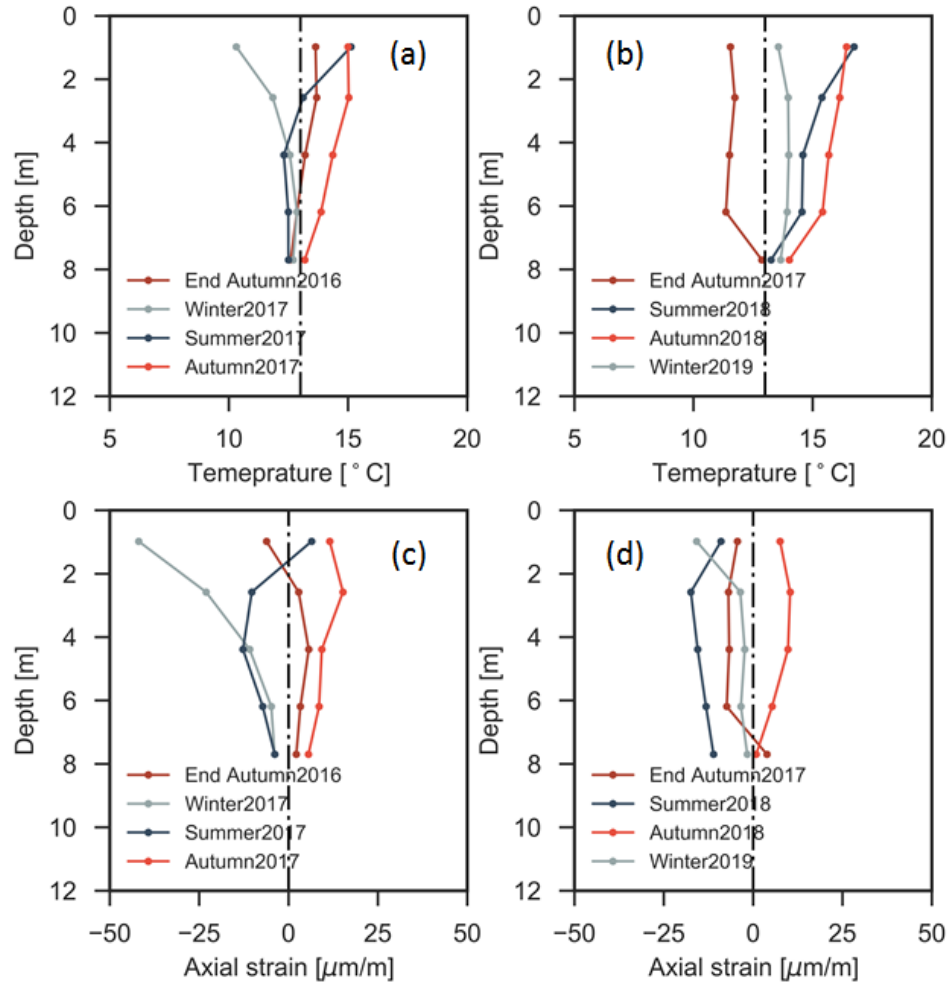 0
2
4
6
8
10
12
Depth [m]
(a)
End Autumn2016
Winter2017
Summer2017
Autumn2017
5
10
15
20
Temeprature [°C]
0
2
4
6
8
10
12
Depth [m]
(b)
End Autumn2017
Summer2018
Autumn2018
Winter2019
5
10
15
20
Temeprature [°C]
0
2
4
6
8
10
12
Depth [m]
(c)
End Autumn2016
Winter2017
Summer2017
Autumn2017
−50
−25
0
25
50
Axial strain [μm/m]
0
2
4
6
8
10
12
Depth [m]
(d)
End Autumn2017
Summer2018
Autumn2018
Winter2019
−50
−25
0
25
50
Axial strain [μm/m]